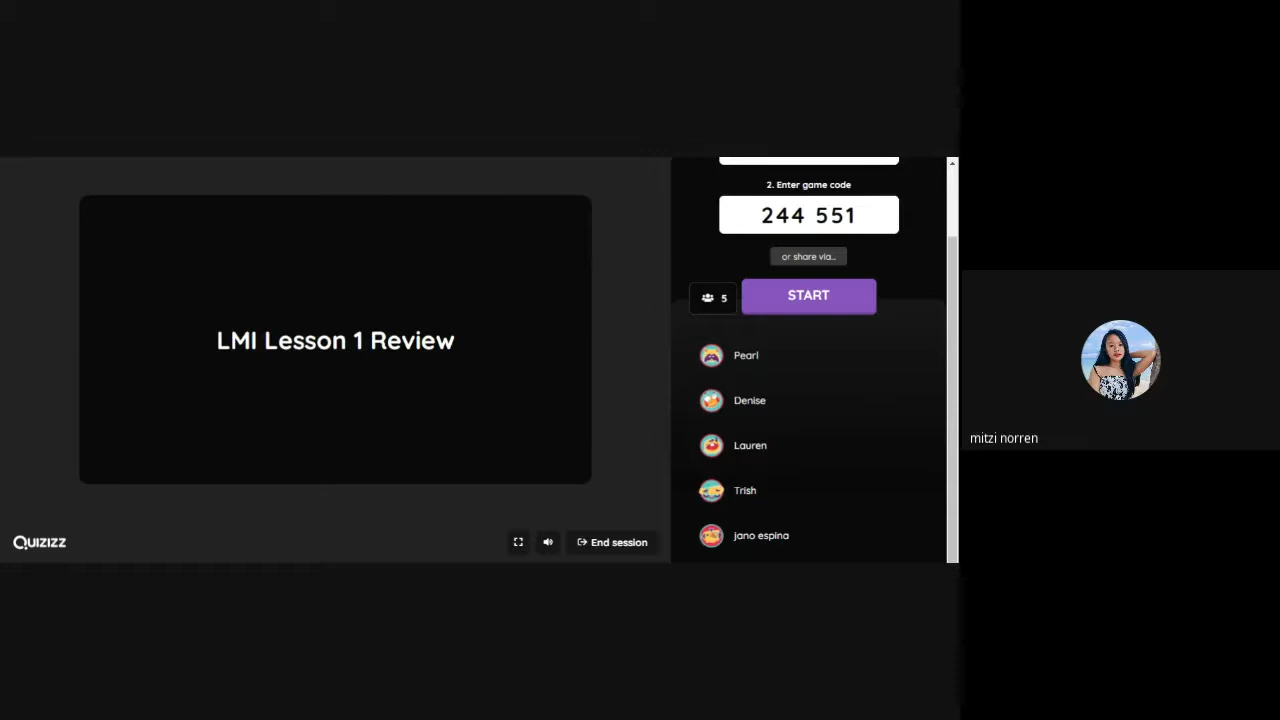 LMI Lesson 1 Review
Quizizz
End session
2. Enter game code
244 551
or share via...
5
START
Pearl
Denise
Lauren
Trish
jano espina
mitzi norren